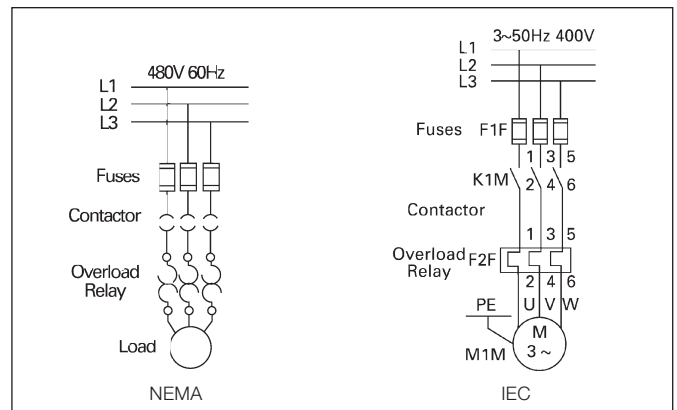 480V 60Hz
L1
L2
L3
Fuses
Contactor
Overload
Relay
Load
NEMA
3~50Hz 400V
L1
L2
L3
Fuses F1F
1 3 5
K1M 2 4 6
Contactor
1 3 5
Overload
Relay F2F
2 4 6
PE U V W
M
3 ~
M1M
IEC